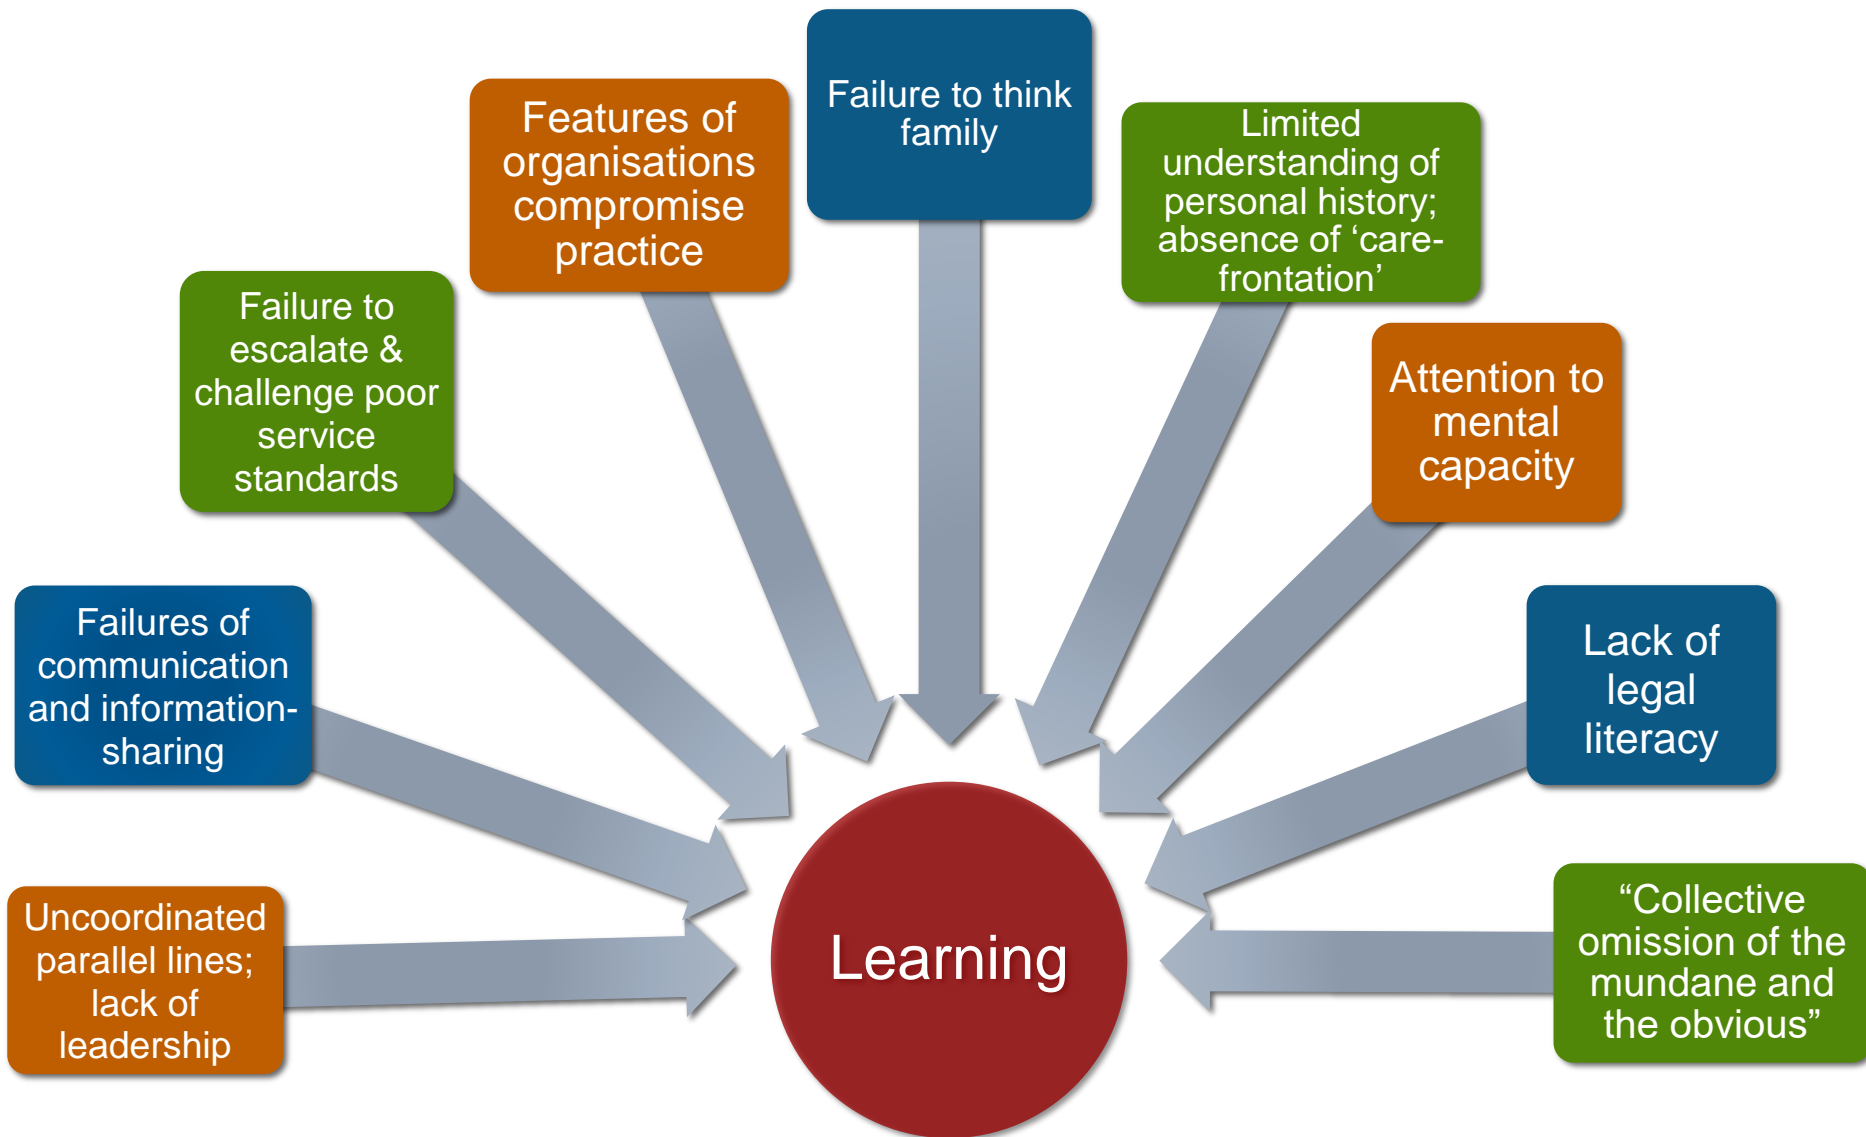 Uncoordinated
parallel lines;
lack of
leadership
Failures of
communication
and information-
sharing
Failure to
escalate &
challenge poor
service
standards
Features of
organisations
compromise
practice
Failure to think
family
Limited
understanding of
personal history;
absence of ‘care-
frontation’
Attention to
mental
capacity
Lack of
legal
literacy
“Collective
omission of the
mundane and
the obvious”
Learning